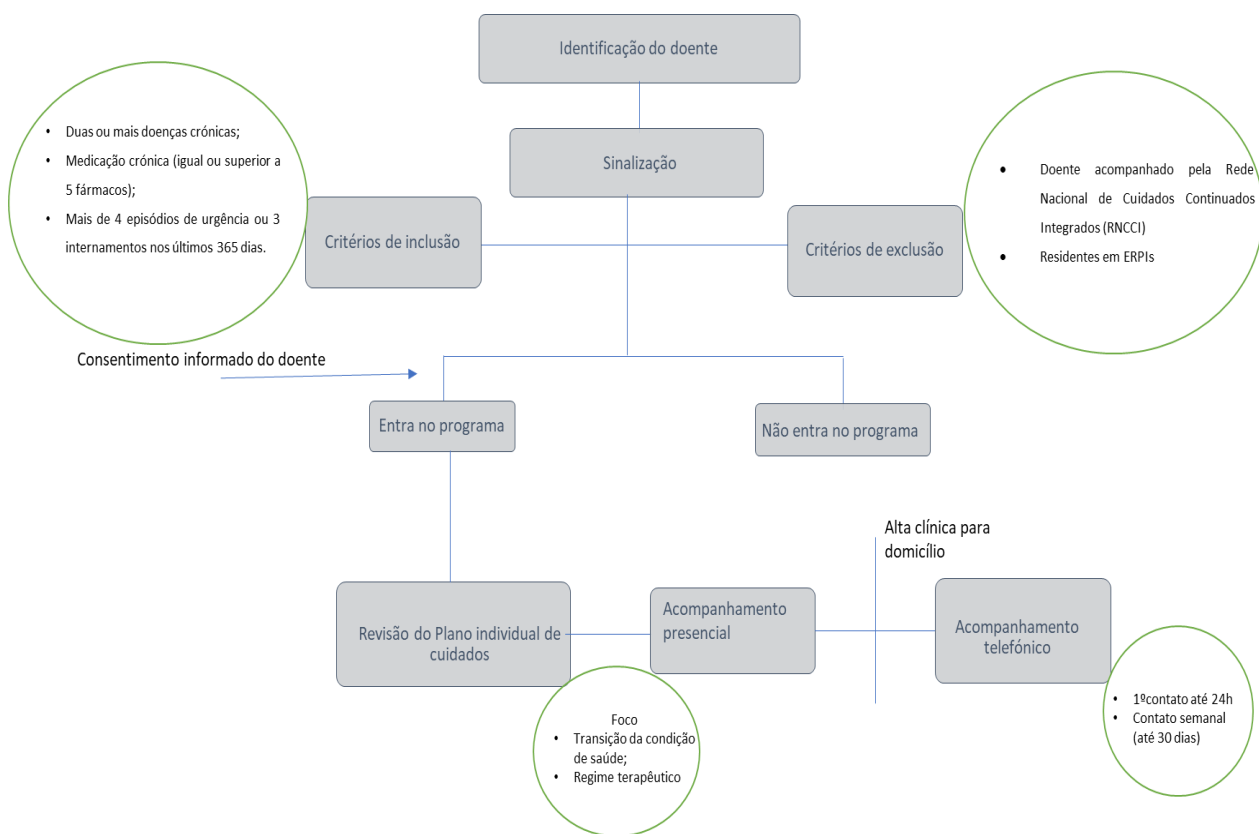 Identificação do doente
Sinalização
• Duas ou mais doenças crónicas;
• Medicação crónica (igual ou superior a
5 fármacos);
• Mais de 4 episódios de urgência ou 3
internamentos nos últimos 365 dias.
Critérios de inclusão
Critérios de exclusão
• Doente acompanhado pela Rede
Nacional de Cuidados Continuados
Integrados (RNCCI)
• Residentes em ERPIs
Consentimento informado do doente
Entra no programa
Não entra no programa
Revisão do Plano individual de
cuidados
Acompanhamento
presencial
Alta clínica para
domicílio
Acompanhamento
telefónico
Foco
• Transição da condição
de saúde;
• Regime terapêutico
• 1ºcontato até 24h
• Contato semanal
(até 30 dias)